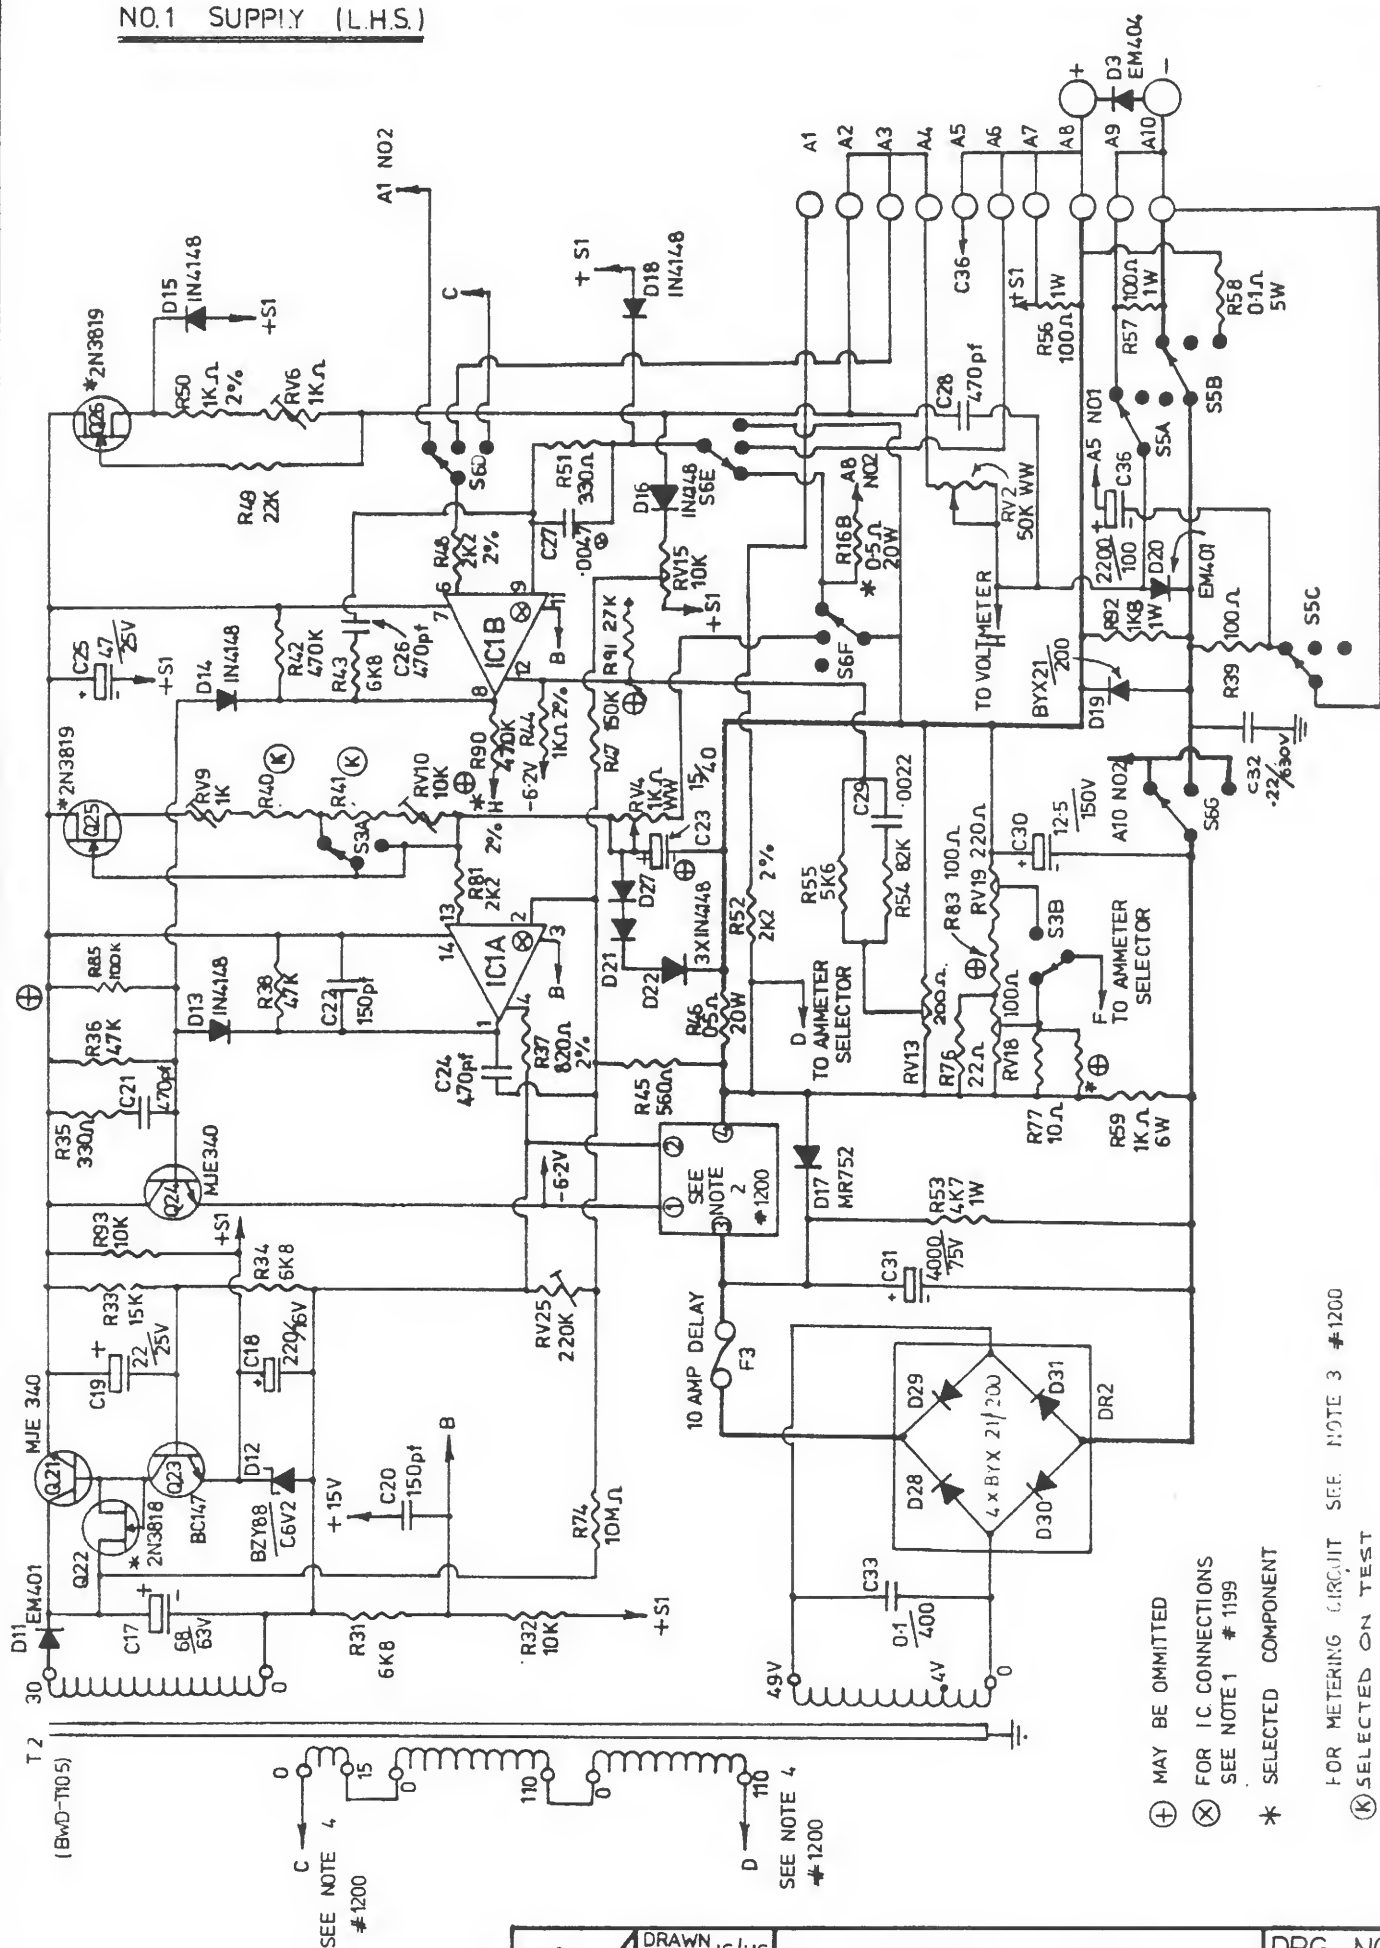 NO.1 SUPPLY (L.H.S.)
T2
(BWD-T105)
30
0
D11
EM401
C17
68/63V
Q22
2N3818
*
Q21
MJE 340
Q23
BC147
D12
BZY88/C6V2
C19
22/25V
C18
220/16V
R33
15K
R34
6K8
R93
10K
+S1
R31
6K8
R32
10K
+S1
+15V
C20
150pf
B
R74
10MΩ
RV25
220K
Q24
MJE340
R35
330Ω
C21
470pf
R36
47K
R85
100K
⊕
D13
IN4148
R38
47K
C22
150pf
C24
470pf
IC1A
⊗
14
13
1
4
2
3
B
R37
820Ω
2%
R81
2K2
2%
-6·2V
R45
560Ω
Q25
*2N3819
RV9
1K
R40 (K)
R41 (K)
S3A
RV10
10K
⊕
*
H
R90
470K
D14
IN4148
C25
47/25V
+S1
R42
470K
R43
6K8
C26
470pf
IC1B
⊗
7
6
8
12
9
11
B
R44
1KΩ 2%
-6·2V
R47 150K
R91 27K
⊕
R48
2K2
2%
R49
22K
Q26
*2N3819
D15
IN4148
+S1
R50
1KΩ
2%
RV6
1KΩ
S6D
A1 NO2
C
R51
330Ω
C27
·0047
⊕
D18
IN4148
+ S1
D16
IN4148
S6E
RV15
10K
+S1
S6F
R16B
0·5Ω
20W
*
A8
NO2
RV4
1KΩ
WW
15/40
C23
⊕
D27
D21
D22
3XIN4148
R46
0·5Ω
20W
R52
2K2
2%
D
TO AMMETER
SELECTOR
R55
5K6
C29
·0022
R54 82K
RV13
200Ω
R76
22Ω
R83 100Ω
⊕
RV19 220Ω
RV18
100Ω
S3B
F
TO AMMETER
SELECTOR
R77
10Ω
*⊕
R59
1KΩ
6W
C30
12·5/150V
A10 NO2
S6G
C32
·22/630V
D19
BYX21/200
R92
1K8
1W
R39
100Ω
S5C
D20
EM401
2200/100
C36
A5 NO1
TO VOLTMETER
H
RV2
50K WW
C28
470pf
C36
+S1
R56
100Ω
1W
R57
100Ω
1W
R58
0·1Ω
5W
S5A
S5B
A1
A2
A3
A4
A5
A6
A7
A8
A9
A10
+
-
D3
EM404
SEE
NOTE
2
#1200
1
2
3
4
D17
MR752
R53
4K7
1W
C31
4000/75V
10 AMP DELAY
F3
D28
D29
D30
D31
4xBYX 21/200
DR2
C33
0·1/400
49V
4V
0
0
15
0
110
0
110
C
SEE NOTE 4
#1200
D
SEE NOTE 4
#1200
⊕ MAY BE OMMITTED
⊗ FOR I C. CONNECTIONS
SEE NOTE 1 # 1199
* SELECTED COMPONENT
FOR METERING CIRCUIT SEE NOTE 3 #1200
(K) SELECTED ON TEST
DRAWN
DRG. NO